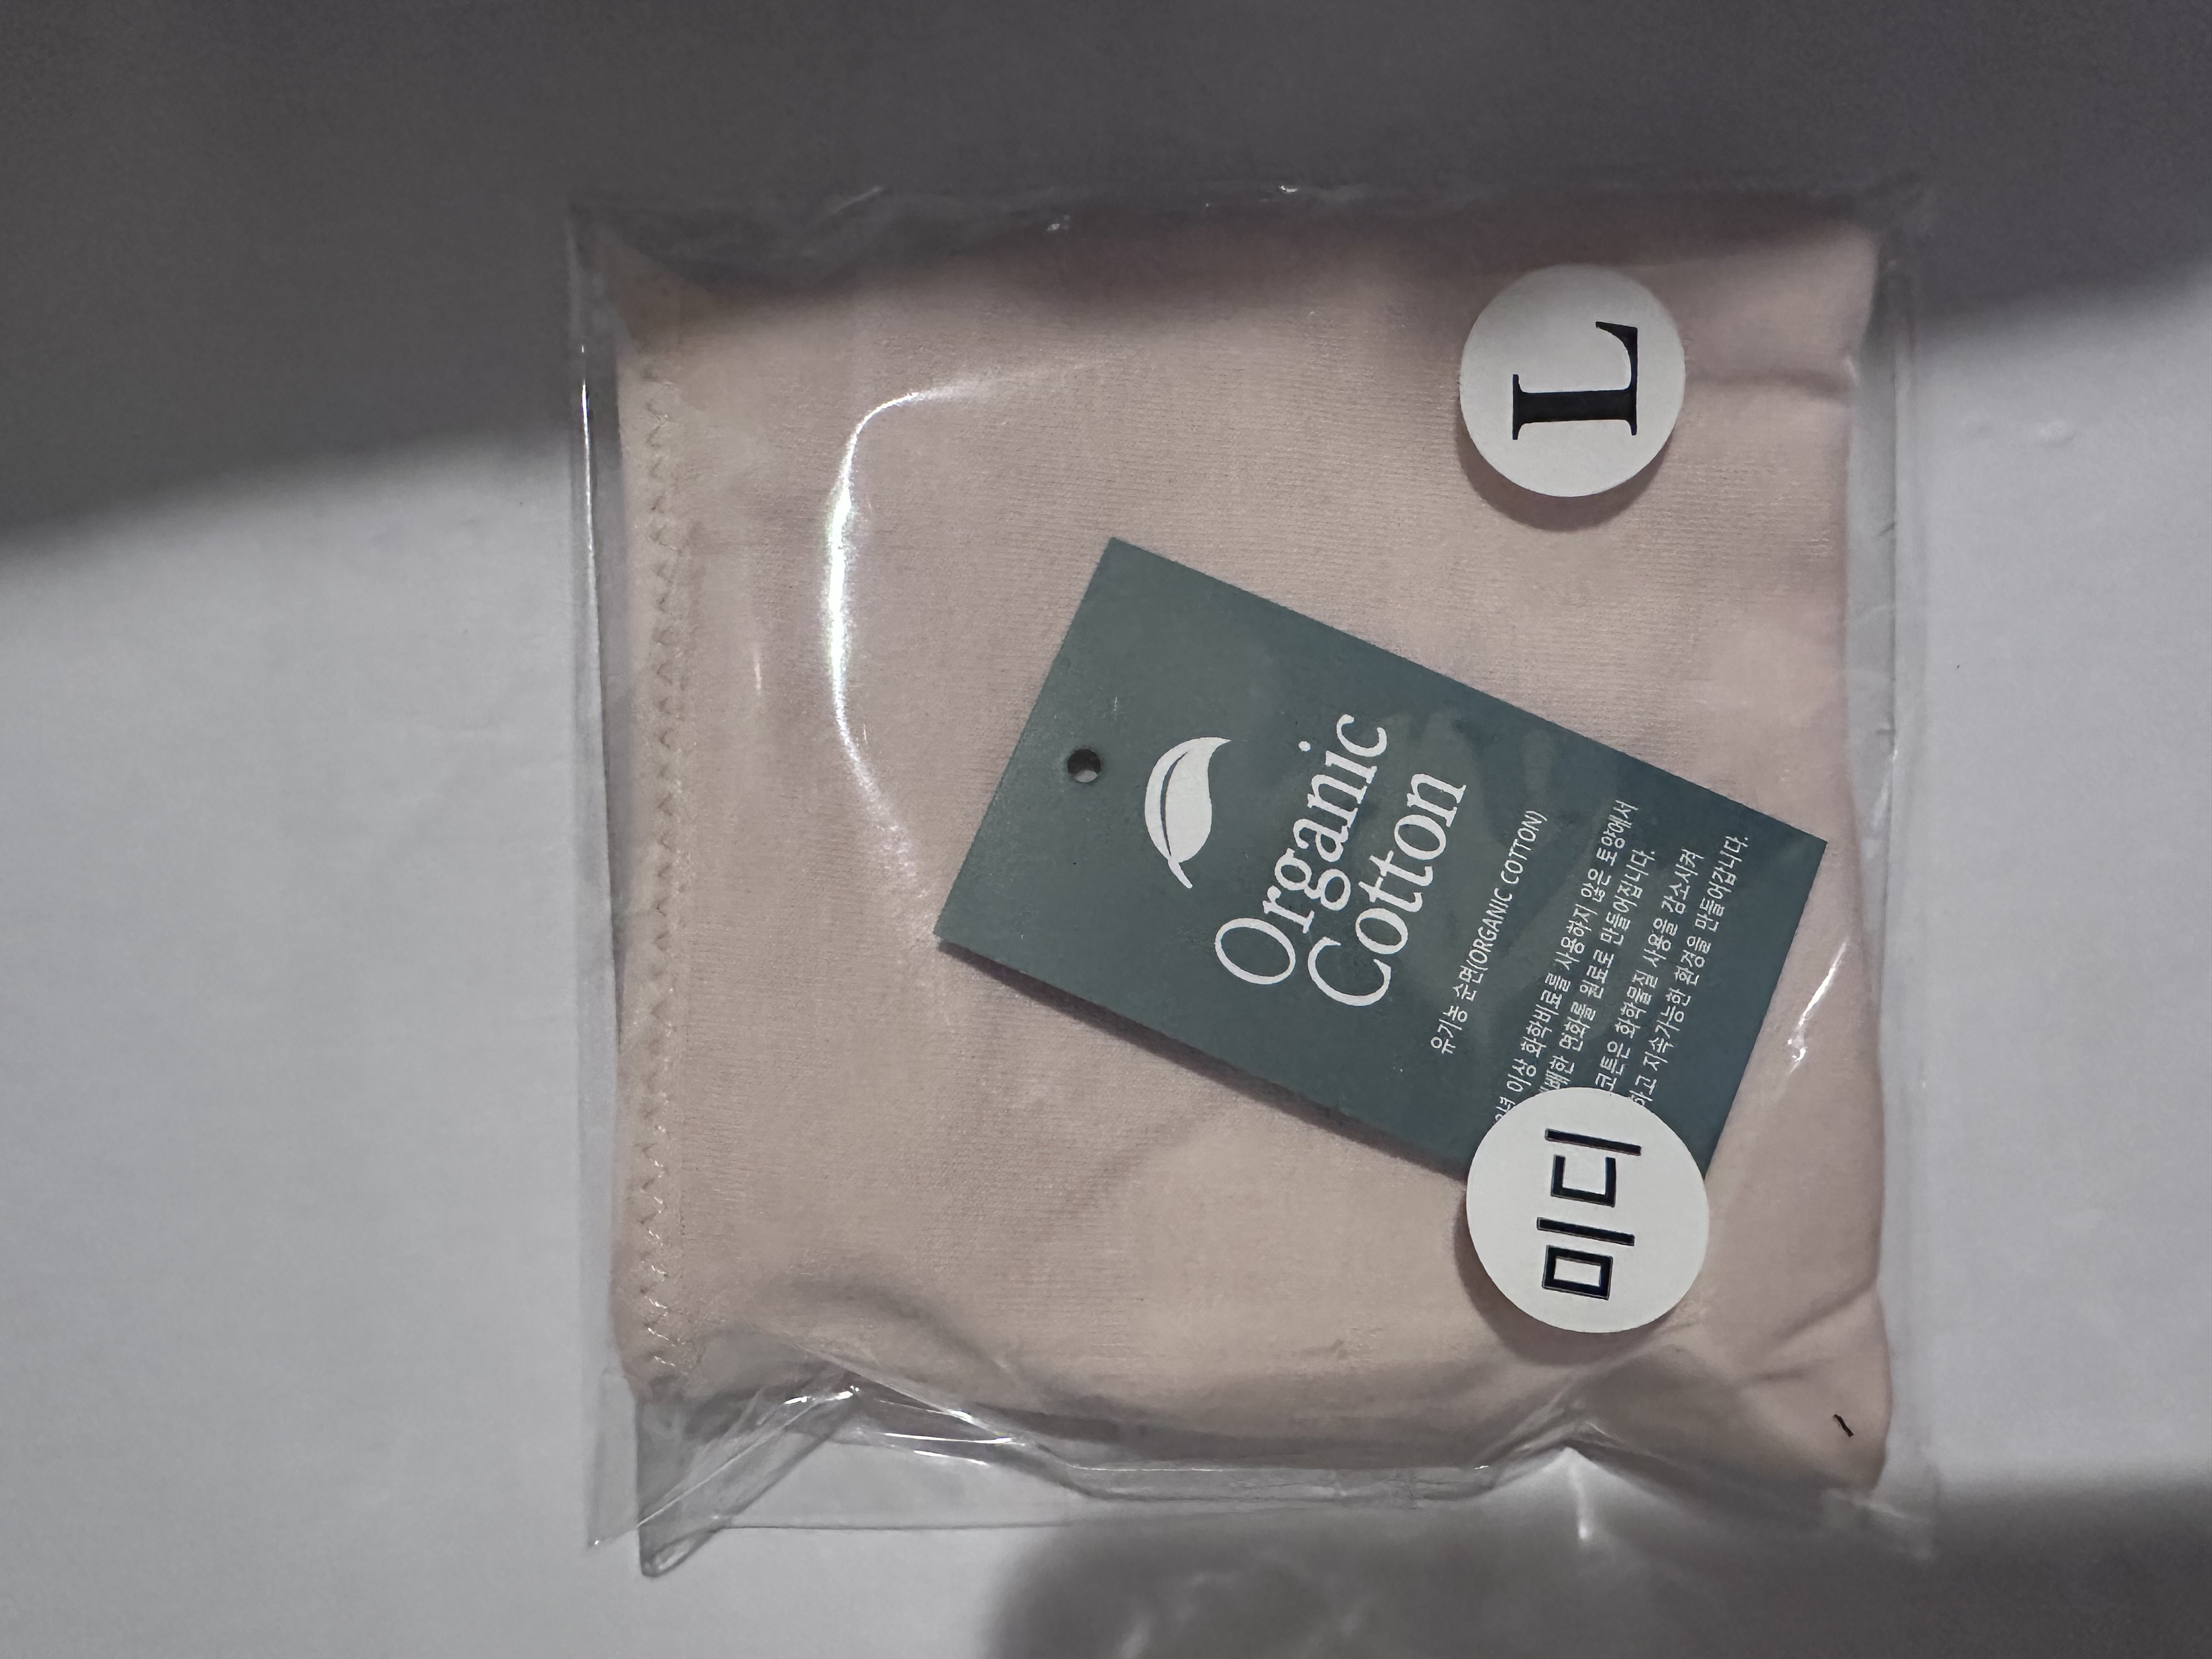 L
Organic
Cotton
유기농 순면(ORGANIC COTTON)
이상 화학비료를 사용하지 않은 토양에서
면화를 원료로 만들어집니다.
화학물질 사용을 감소시켜
지속가능한 환경을 만들어갑니다.
미디